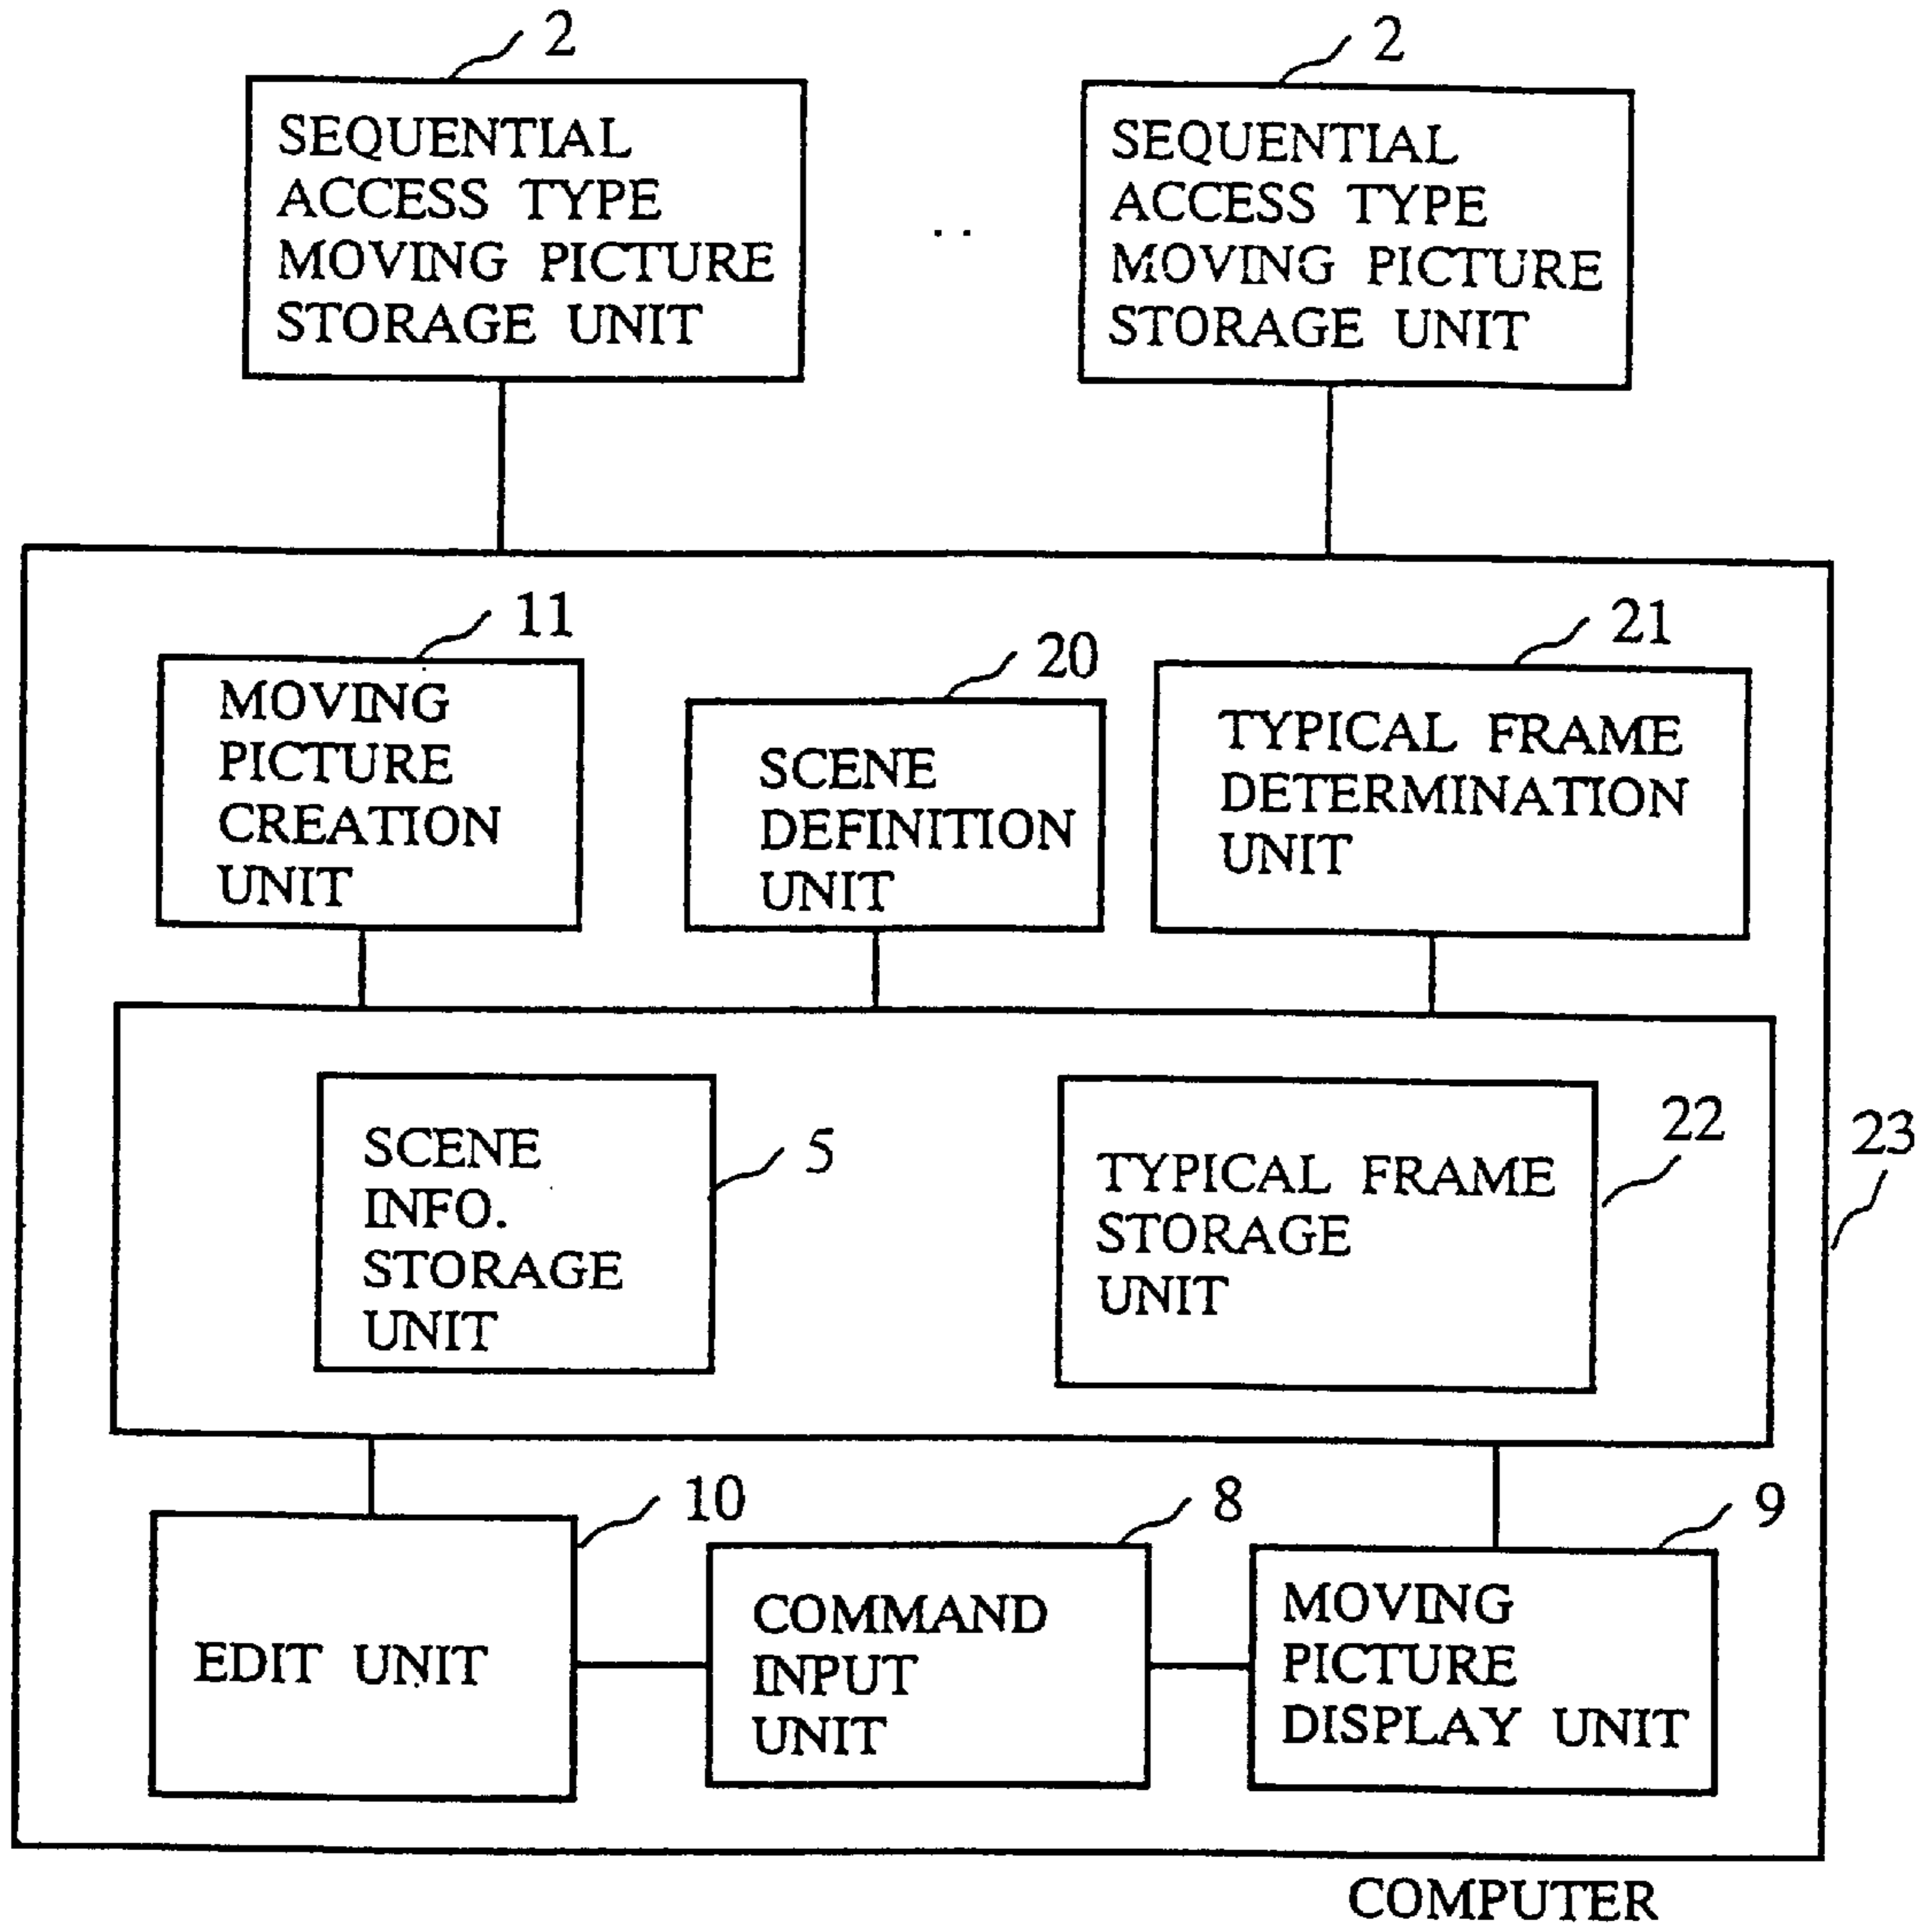 2
2
SEQUENTIAL
ACCESS TYPE
MOVING PICTURE
STORAGE UNIT
..
SEQUENTIAL
ACCESS TYPE
MOVING PICTURE
STORAGE UNIT
11
20
21
MOVING
PICTURE
CREATION
UNIT
SCENE
DEFINITION
UNIT
TYPICAL FRAME
DETERMINATION
UNIT
SCENE
INFO.
STORAGE
UNIT
5
TYPICAL FRAME
STORAGE
UNIT
22
23
10
8
9
EDIT UNIT
COMMAND
INPUT
UNIT
MOVING
PICTURE
DISPLAY UNIT
COMPUTER